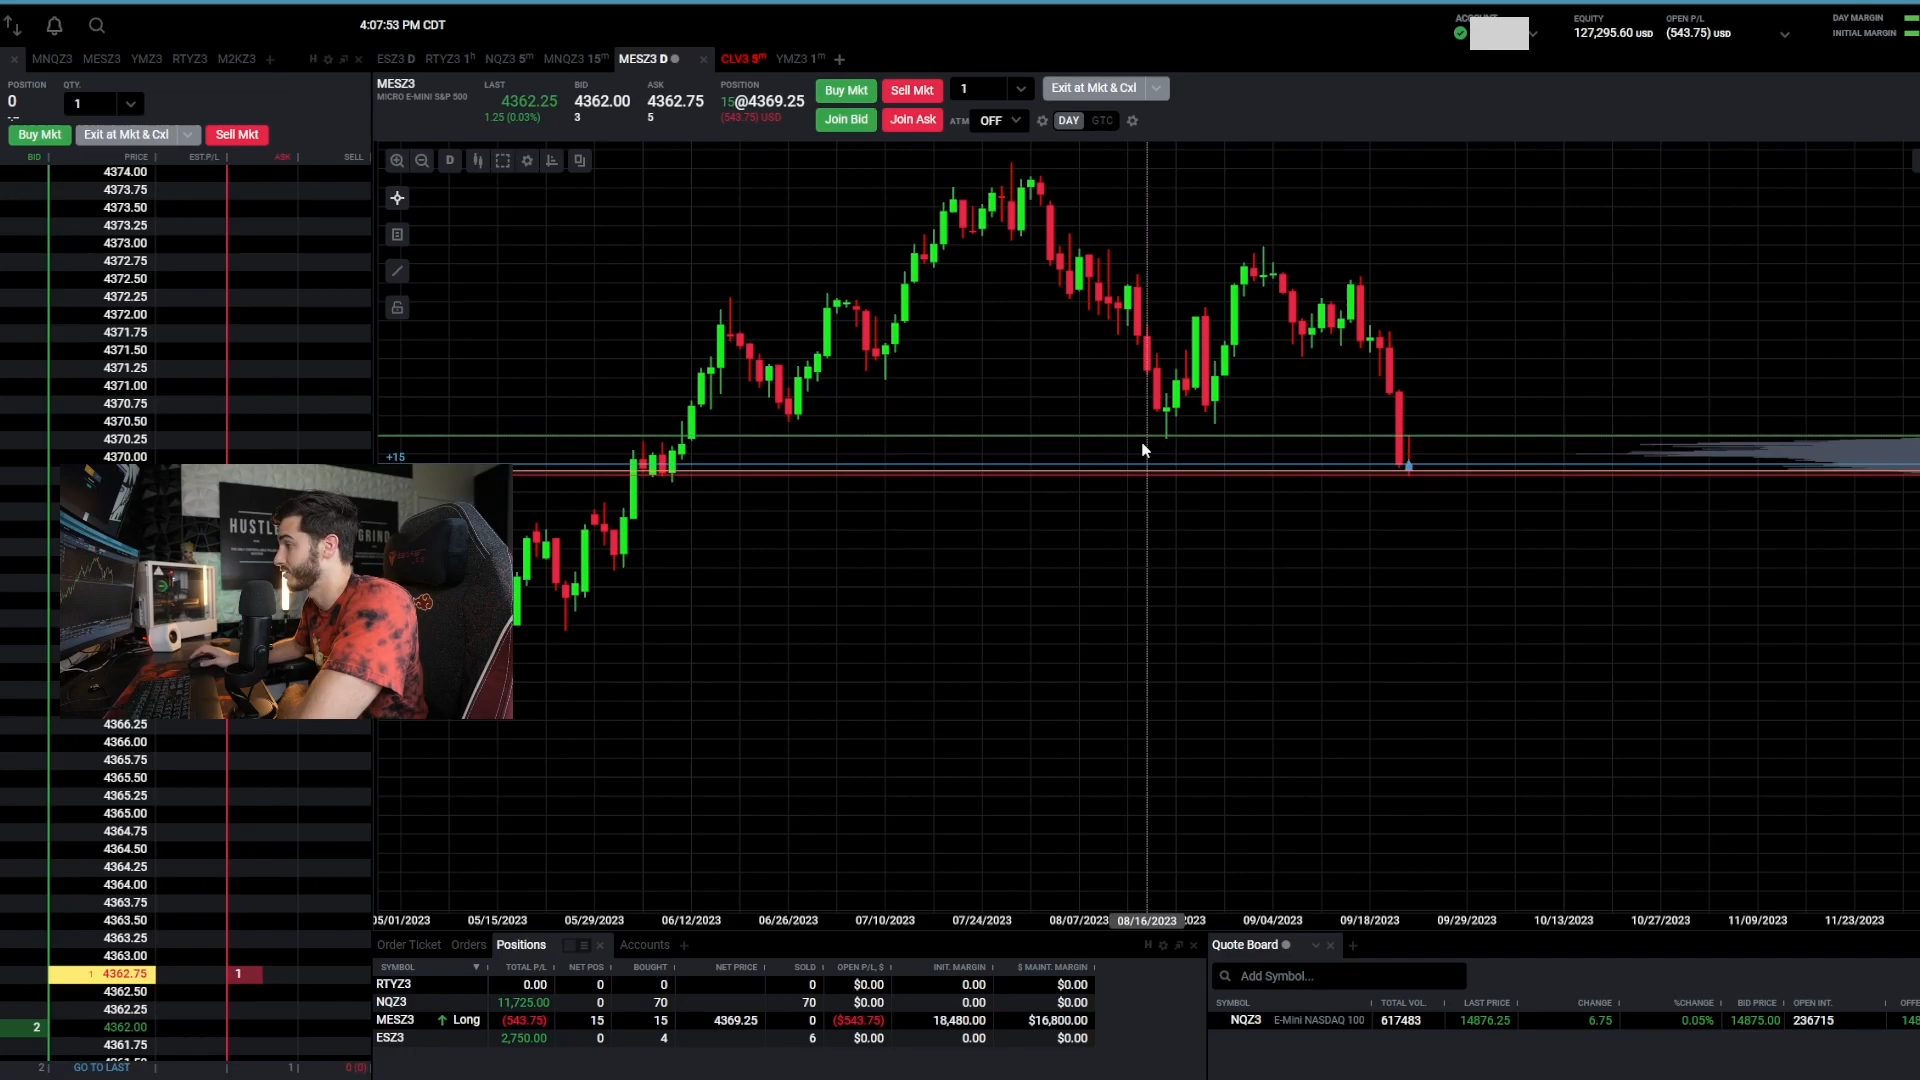 4:07:53 PM CDT
ACCOUNT
EQUITY
127,295.60 USD
OPEN P/L
(543.75) USD
DAY MARGIN
INITIAL MARGIN
MNQZ3 MESZ3 YMZ3 RTYZ3 M2KZ3 + H
ESZ3 D RTYZ3 1h NQZ3 5m MNQZ3 15m MESZ3 D CLV3 5m YMZ3 1m +
POSITION
0
-.--
QTY.
1
Buy Mkt Exit at Mkt & Cxl Sell Mkt
MESZ3
MICRO E-MINI S&P 500
LAST
4362.25
1.25 (0.03%)
BID
4362.00
3
ASK
4362.75
5
POSITION
15@4369.25
(543.75) USD
Buy Mkt Sell Mkt 1 Exit at Mkt & Cxl
Join Bid Join Ask ATM OFF DAY GTC
BID PRICE EST.P/L ASK SELL
4374.00
4373.75
4373.50
4373.25
4373.00
4372.75
4372.50
4372.25
4372.00
4371.75
4371.50
4371.25
4371.00
4370.75
4370.50
4370.25
4370.00
D
+15
HUSTLE
GRIND
4366.25
4366.00
4365.75
4365.50
4365.25
4365.00
4364.75
4364.50
4364.25
4364.00
4363.75
4363.50
4363.25
4363.00
1 4362.75 1
4362.50
4362.25
2 4362.00
4361.75
2 GO TO LAST 1 0 (0)
05/01/2023 05/15/2023 05/29/2023 06/12/2023 06/26/2023 07/10/2023 07/24/2023 08/07/2023 08/16/2023 2023 09/04/2023 09/18/2023 09/29/2023 10/13/2023 10/27/2023 11/09/2023 11/23/2023
Order Ticket Orders Positions Accounts + H
SYMBOL TOTAL P/L NET POS BOUGHT NET PRICE SOLD OPEN P/L, $ INIT. MARGIN $ MAINT. MARGIN
RTYZ3 0.00 0 0 0 $0.00 0.00 $0.00
NQZ3 11,725.00 0 70 70 $0.00 0.00 $0.00
MESZ3 Long (543.75) 15 15 4369.25 0 ($543.75) 18,480.00 $16,800.00
ESZ3 2,750.00 0 4 6 $0.00 0.00 $0.00
Quote Board +
Add Symbol...
SYMBOL TOTAL VOL. LAST PRICE CHANGE %CHANGE BID PRICE OPEN INT. OFFE
NQZ3 E-Mini NASDAQ 100 617483 14876.25 6.75 0.05% 14875.00 236715 148